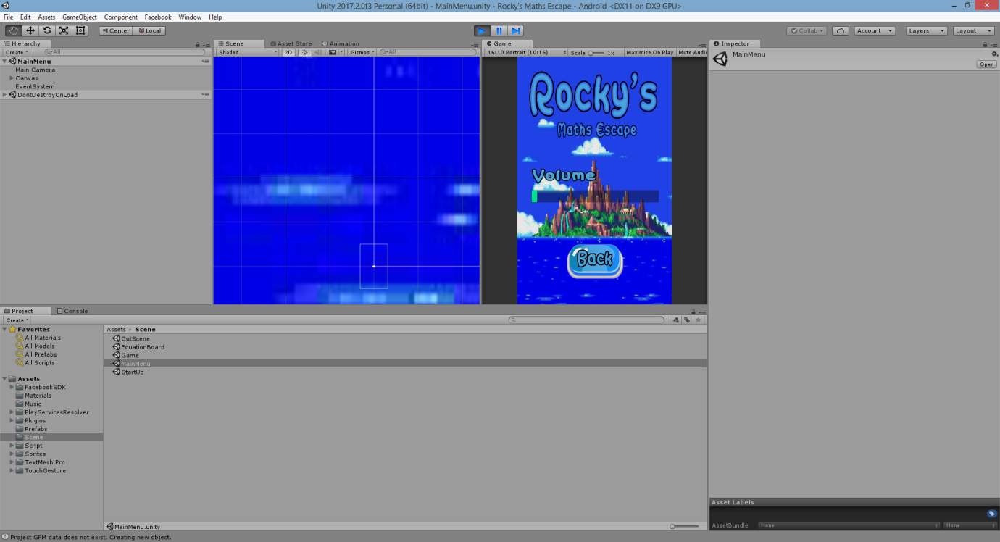 Unity 2017.2.0f3 Personal (64bit) - MainMenu.unity - Rocky's Maths Escape - Android <DX11 on DX9 GPU>
File Edit Assets GameObject Component Facebook Window Help
Center Local
Collab Account Layers Layout
Hierarchy
Create All
MainMenu
Main Camera
Canvas
EventSystem
DontDestroyOnLoad
Scene Asset Store Animation
Shaded 2D Gizmos All
Game
16:10 Portrait (10:16) Scale 1x Maximize On Play Mute Audio
Rocky's
Maths Escape
Volume
Back
Inspector
MainMenu
Open
Project Console
Create
Favorites
All Materials
All Models
All Prefabs
All Scripts
Assets
FacebookSDK
Materials
Music
PlayServicesResolver
Plugins
Prefabs
Scene
Script
Sprites
TextMesh Pro
TouchGesture
Assets Scene
CutScene
EquationBoard
Game
MainMenu
StartUp
MainMenu.unity
Asset Labels
AssetBundle None None
Project GPM data does not exist. Creating new object.